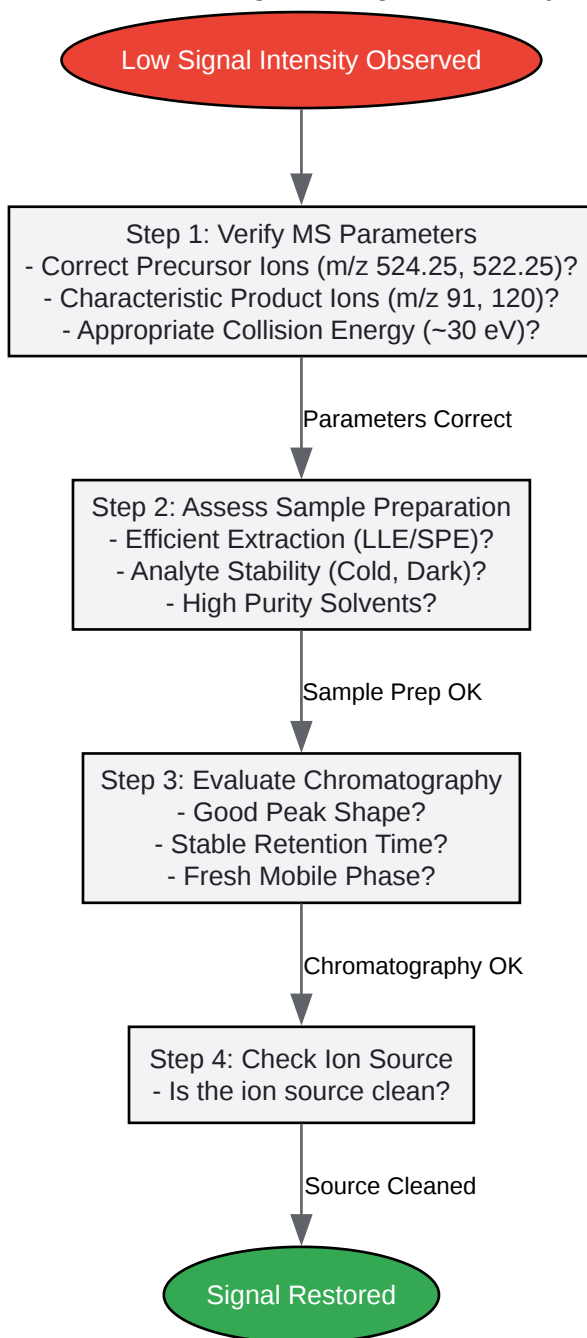 Low Signal Intensity Observed
Step 1: Verify MS Parameters
- Correct Precursor Ions (m/z 524.25, 522.25)?
- Characteristic Product Ions (m/z 91, 120)?
- Appropriate Collision Energy (~30 eV)?
Parameters Correct
Step 2: Assess Sample Preparation
- Efficient Extraction (LLE/SPE)?
- Analyte Stability (Cold, Dark)?
- High Purity Solvents?
Sample Prep OK
Step 3: Evaluate Chromatography
- Good Peak Shape?
- Stable Retention Time?
- Fresh Mobile Phase?
Chromatography OK
Step 4: Check Ion Source
- Is the ion source clean?
Source Cleaned
Signal Restored